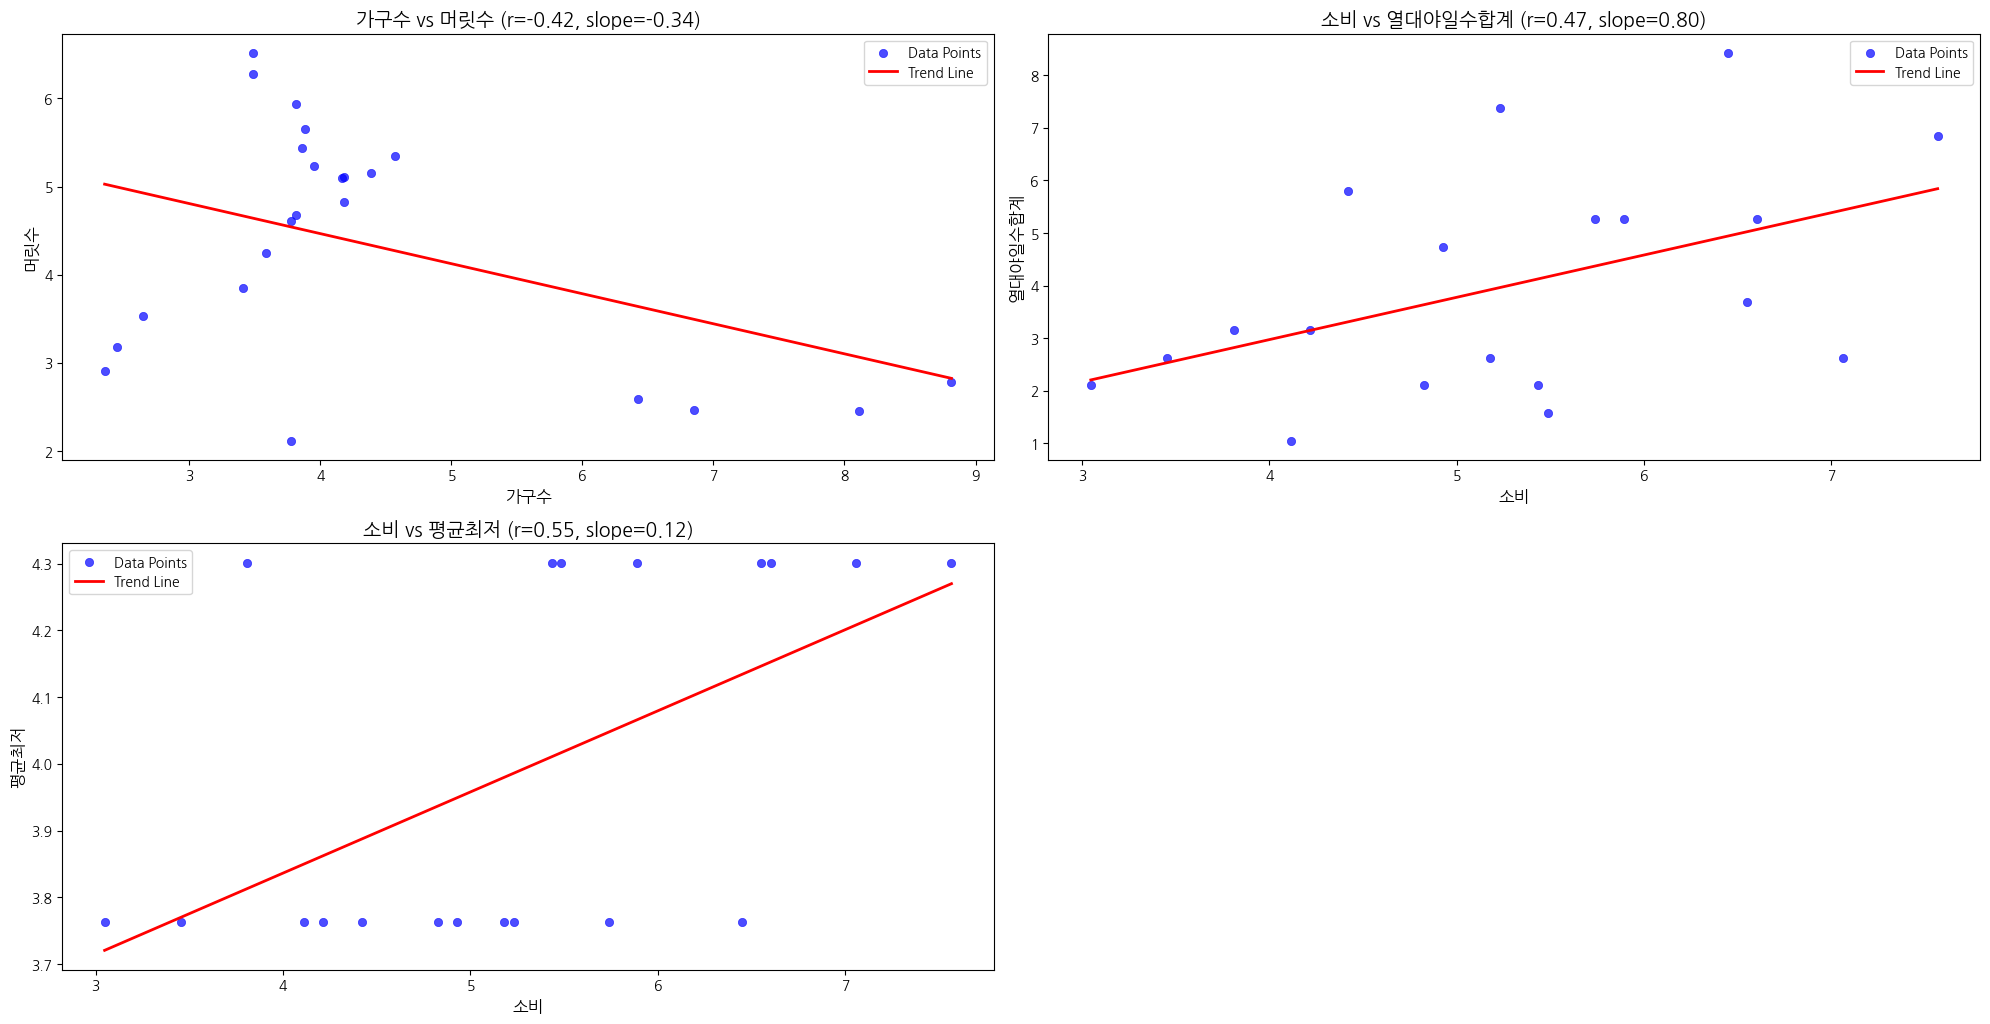 가구수 vs 머릿수 (r=-0.42, slope=-0.34)
Data Points
Trend Line
머릿수
6
5
4
3
2
3 4 5 6 7 8 9
가구수
소비 vs 열대야일수합계 (r=0.47, slope=0.80)
Data Points
Trend Line
열대야일수합계
8
7
6
5
4
3
2
1
3 4 5 6 7
소비
소비 vs 평균최저 (r=0.55, slope=0.12)
Data Points
Trend Line
평균최저
4.3
4.2
4.1
4.0
3.9
3.8
3.7
3 4 5 6 7
소비